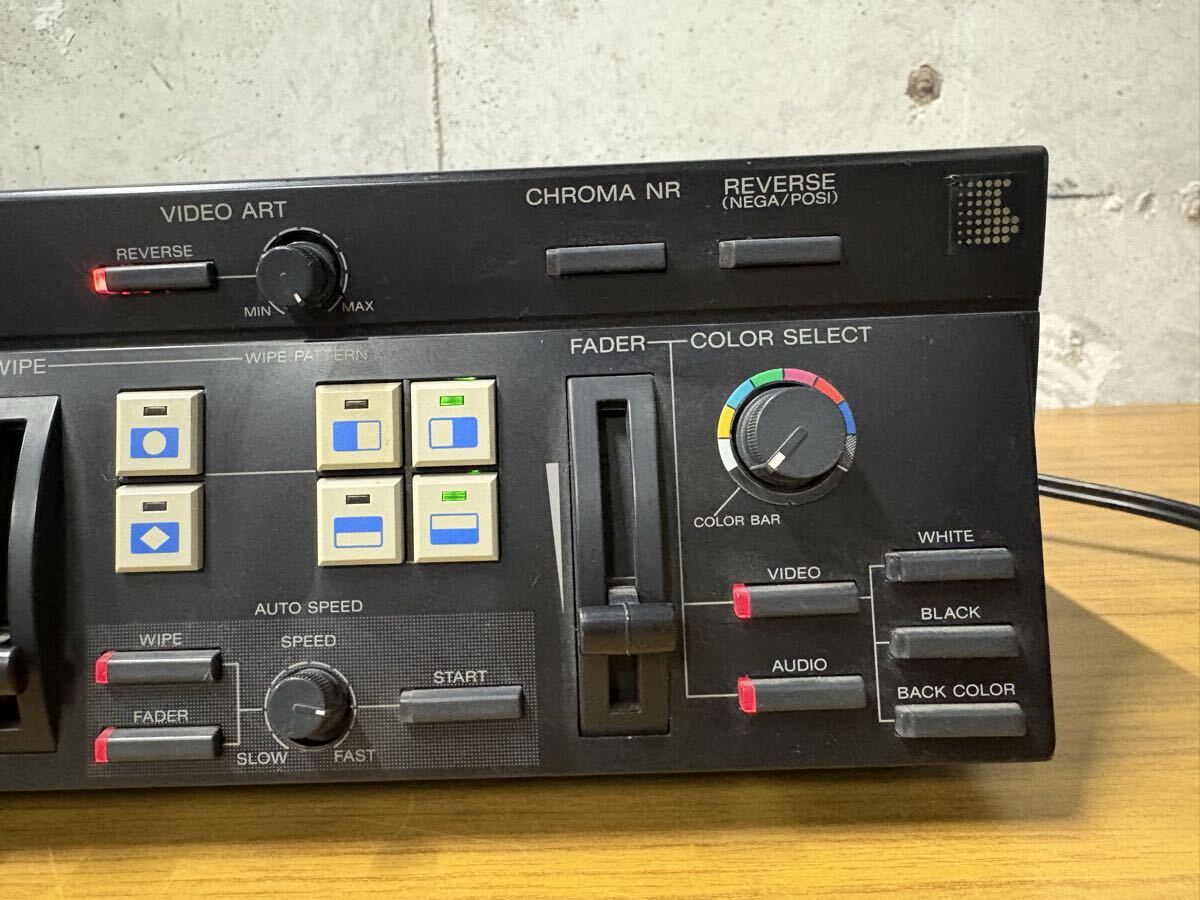 VIDEO ART
CHROMA NR
REVERSE
(NEGA/POSI)
REVERSE
MIN
MAX
WIPE
WIPE PATTERN
FADER
COLOR SELECT
COLOR BAR
WHITE
VIDEO
BLACK
AUTO SPEED
WIPE
SPEED
START
AUDIO
BACK COLOR
FADER
SLOW
FAST